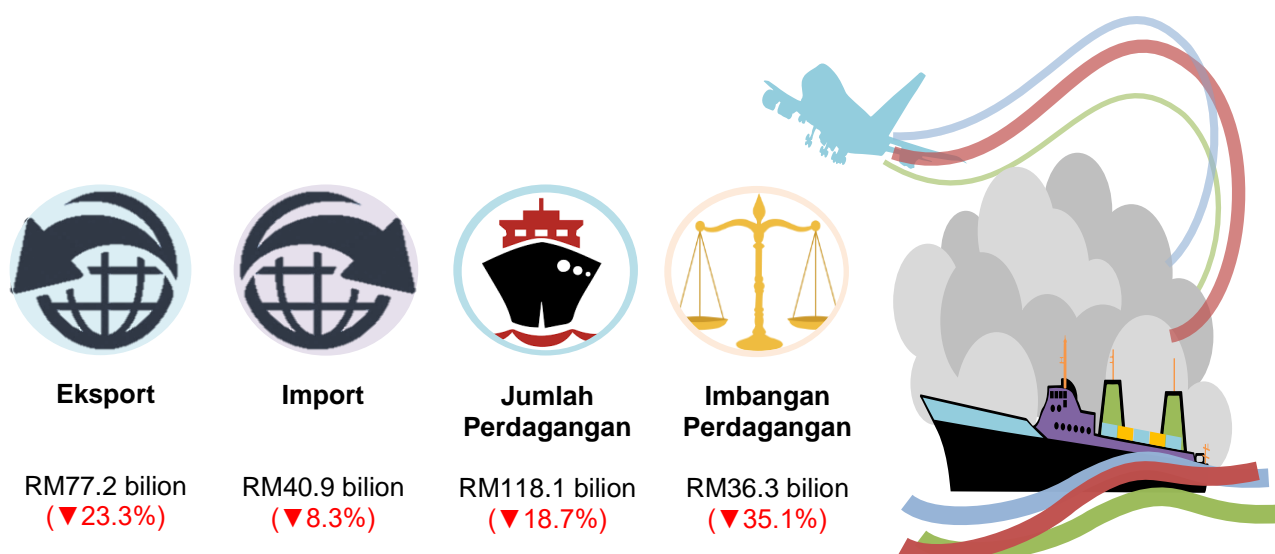 Eksport
RM77.2 bilion
(▼23.3%)
Import
RM40.9 bilion
(▼8.3%)
Jumlah
Perdagangan
RM118.1 bilion
(▼18.7%)
Imbangan
Perdagangan
RM36.3 bilion
(▼35.1%)